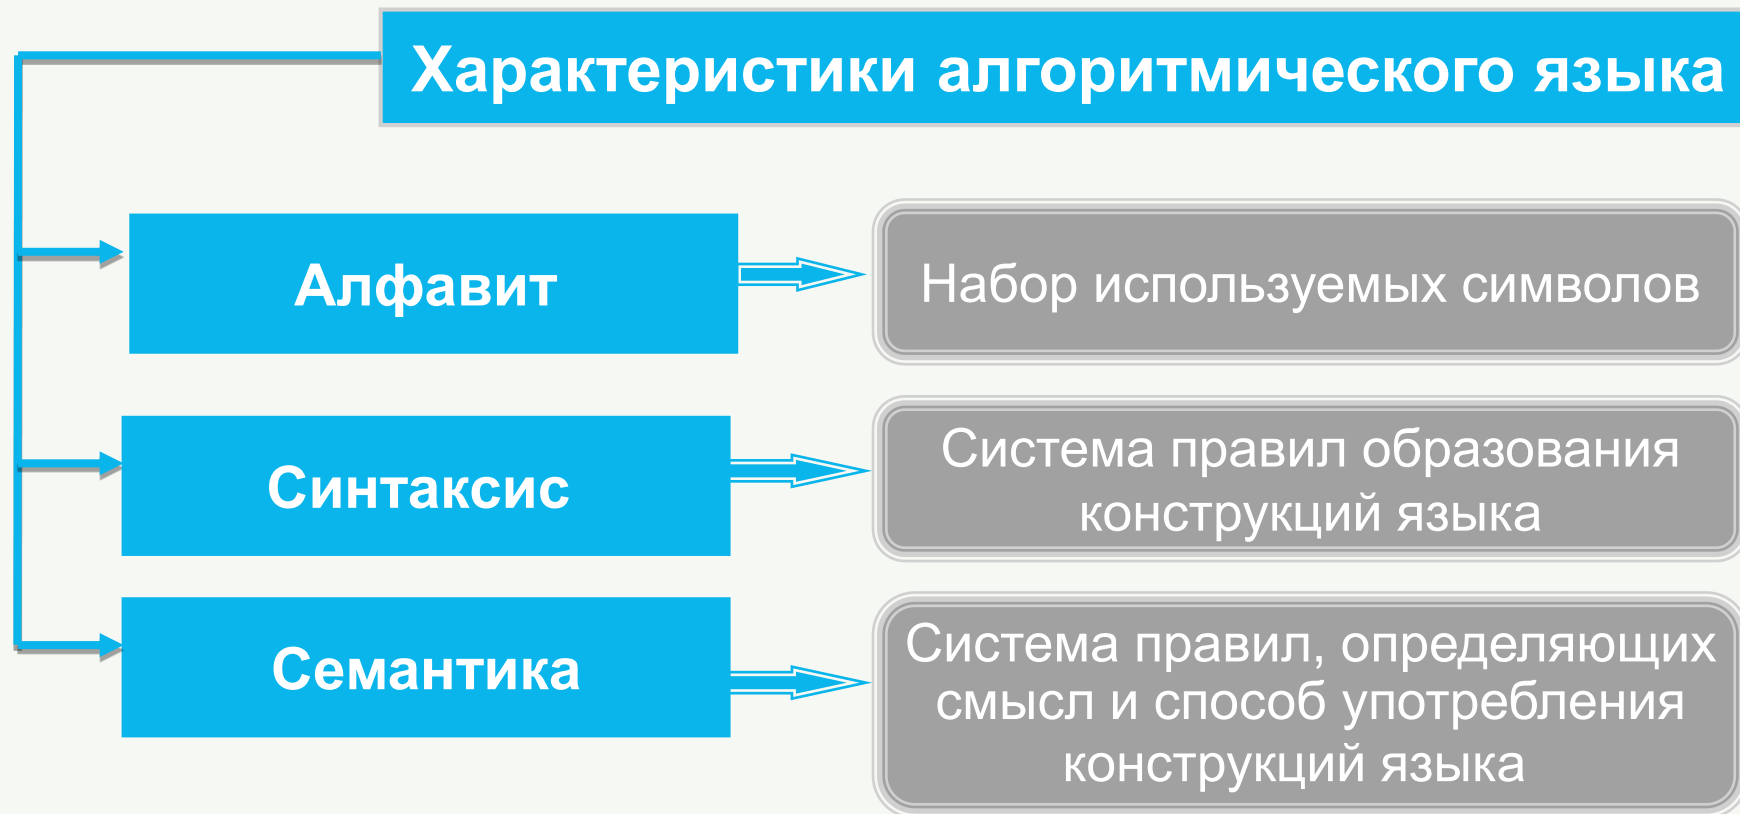 Характеристики алгоритмического языка
Алфавит
Набор используемых символов
Синтаксис
Система правил образования
конструкций языка
Семантика
Система правил, определяющих
смысл и способ употребления
конструкций языка